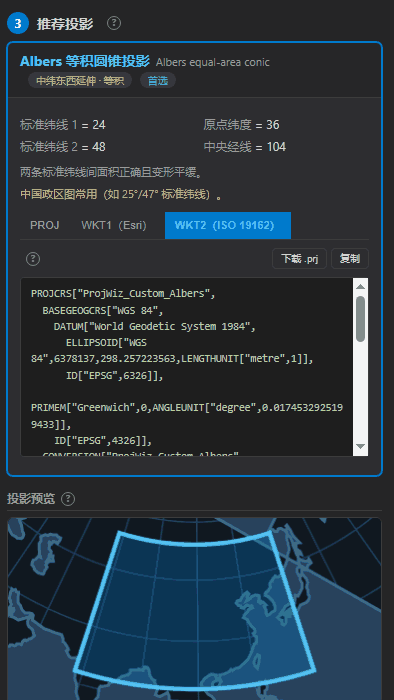 3 推荐投影 ?
Albers 等积圆锥投影 Albers equal-area conic
中纬东西延伸 · 等积 首选
标准纬线 1 = 24 原点纬度 = 36
标准纬线 2 = 48 中央经线 = 104
两条标准纬线间面积正确且变形平缓。
中国政区图常用（如 25°/47° 标准纬线）。
PROJ WKT1（Esri） WKT2（ISO 19162）
? 下载 .prj 复制
PROJCRS["ProjWiz_Custom_Albers",
BASEGEOGCRS["WGS 84",
DATUM["World Geodetic System 1984",
ELLIPSOID["WGS
84",6378137,298.257223563,LENGTHUNIT["metre",1]],
ID["EPSG",6326]],
PRIMEM["Greenwich",0,ANGLEUNIT["degree",0.017453292519
9433]],
ID["EPSG",4326]],
CONVERSION["ProjWiz_Custom_Albers",
投影预览 ?